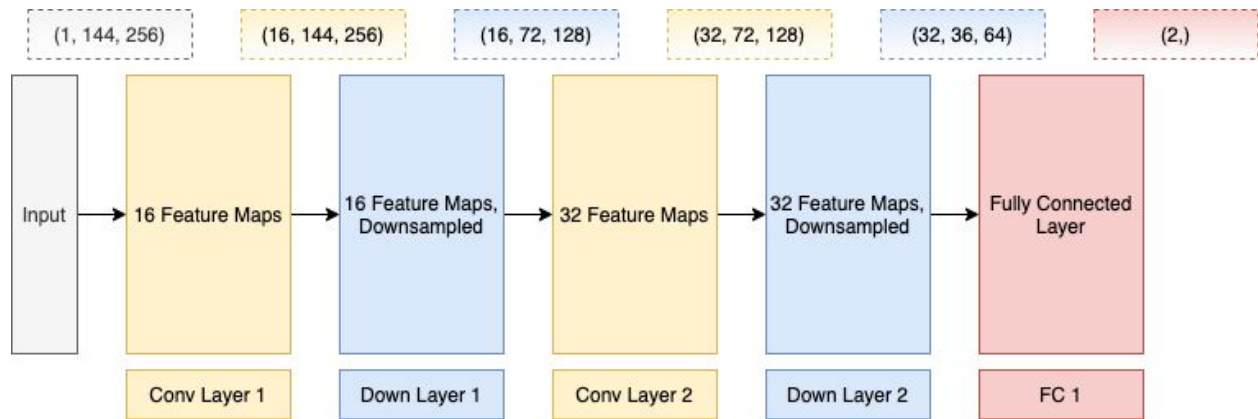 (1, 144, 256)
(16, 144, 256)
(16, 72, 128)
(32, 72, 128)
(32, 36, 64)
(2,)
Input
16 Feature Maps
16 Feature Maps,
Downsampled
32 Feature Maps
32 Feature Maps,
Downsampled
Fully Connected
Layer
Conv Layer 1
Down Layer 1
Conv Layer 2
Down Layer 2
FC 1